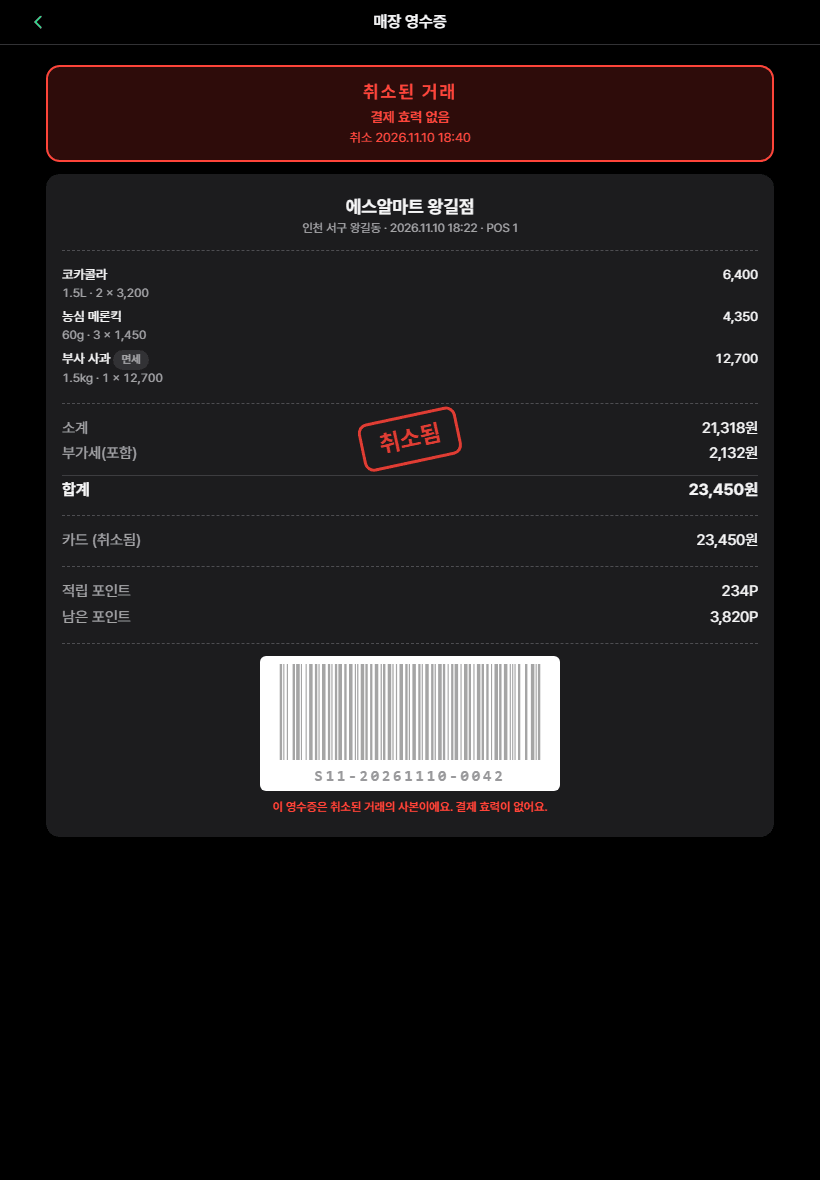 매장 영수증
취소된 거래
결제 효력 없음
취소 2026.11.10 18:40
에스알마트 왕길점
인천 서구 왕길동 · 2026.11.10 18:22 · POS 1
코카콜라 6,400
1.5L · 2 × 3,200
농심 메론킥 4,350
60g · 3 × 1,450
부사 사과 면세 12,700
1.5kg · 1 × 12,700
소계 21,318원
취소됨
부가세(포함) 2,132원
합계 23,450원
카드 (취소됨) 23,450원
적립 포인트 234P
남은 포인트 3,820P
S11-20261110-0042
이 영수증은 취소된 거래의 사본이에요. 결제 효력이 없어요.